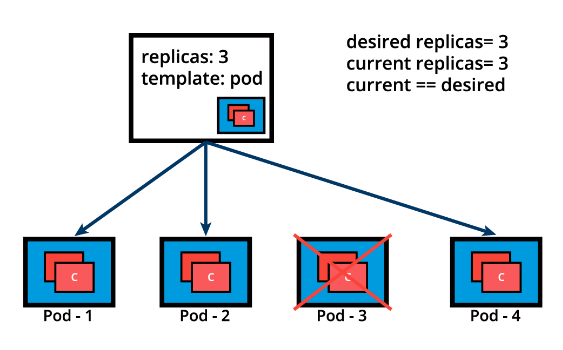 replicas: 3
template: pod
C
desired replicas= 3
current replicas= 3
current == desired
C
C
C
C
Pod - 1
Pod - 2
Pod - 3
Pod - 4